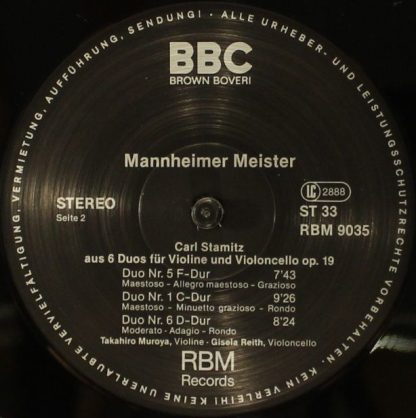 ALLE URHEBER- UND LEISTUNGSSCHUTZRECHTE VORBEHALTEN · KEIN VERLEIH! KEINE UNERLAUBTE VERVIELFÄLTIGUNG, VERMIETUNG, AUFFÜHRUNG, SENDUNG! ·
BBC
BROWN BOVERI
Mannheimer Meister
STEREO
Seite 2
LC 2888
ST 33
RBM 9035
Carl Stamitz
aus 6 Duos für Violine und Violoncello op. 19
Duo Nr. 5 F-Dur 7'43
Maestoso - Allegro maestoso - Grazioso
Duo Nr. 1 C-Dur 9'26
Maestoso - Minuetto grazioso - Rondo
Duo Nr. 6 D-Dur 8'24
Moderato - Adagio - Rondo
Takahiro Muroya, Violine · Gisela Reith, Violoncello
RBM
Records